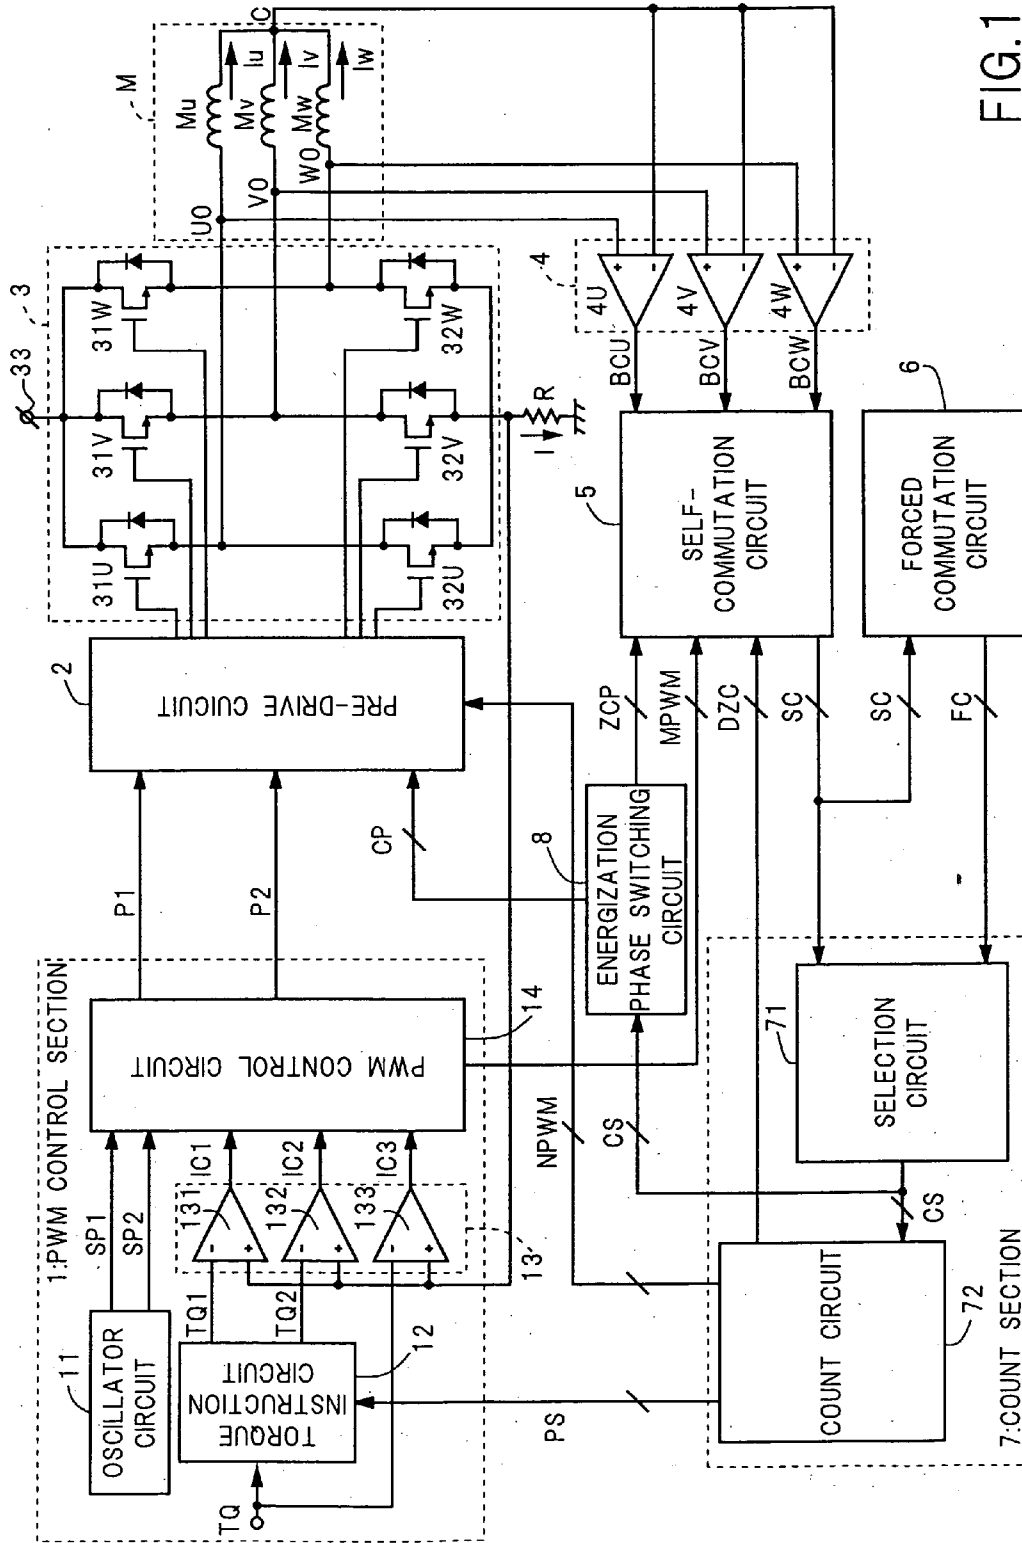 FIG.1
1:PWM CONTROL SECTION
OSCILLATOR
CIRCUIT
11
SP1
SP2
TQ
TORQUE
INSTRUCTION
CIRCUIT
12
TQ1
TQ2
131
132
133
13
IC1
IC2
IC3
PWM CONTROL CIRCUIT
14
P1
P2
PRE-DRIVE CUICUIT
2
CP
3
33
31U
31V
31W
32U
32V
32W
R
I
M
Mu
Mv
Mw
Iu
Iv
Iw
C
U0
V0
W0
4
4U
4V
4W
+
-
+
-
+
-
-
+
-
+
-
+
BCU
BCV
BCW
SELF-
COMMUTATION
CIRCUIT
5
FORCED
COMMUTATION
CIRCUIT
6
ZCP
MPWM
DZC
SC
SC
FC
ENERGIZATION
PHASE SWITCHING
CIRCUIT
8
NPWM
CS
CS
PS
SELECTION
CIRCUIT
71
COUNT CIRCUIT
72
7:COUNT SECTION